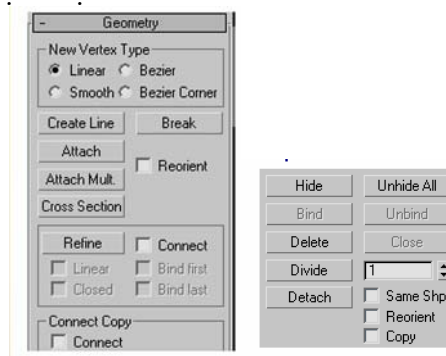 - Geometry
New Vertex Type
Linear Bezier
Smooth Bezier Corner
Create Line Break
Attach
Reorient
Attach Mult.
Cross Section
Refine Connect
Linear Bind first
Closed Bind last
Connect Copy
Connect
Hide Unhide All
Bind Unbind
Delete Close
Divide 1
Detach Same Shp
Reorient
Copy